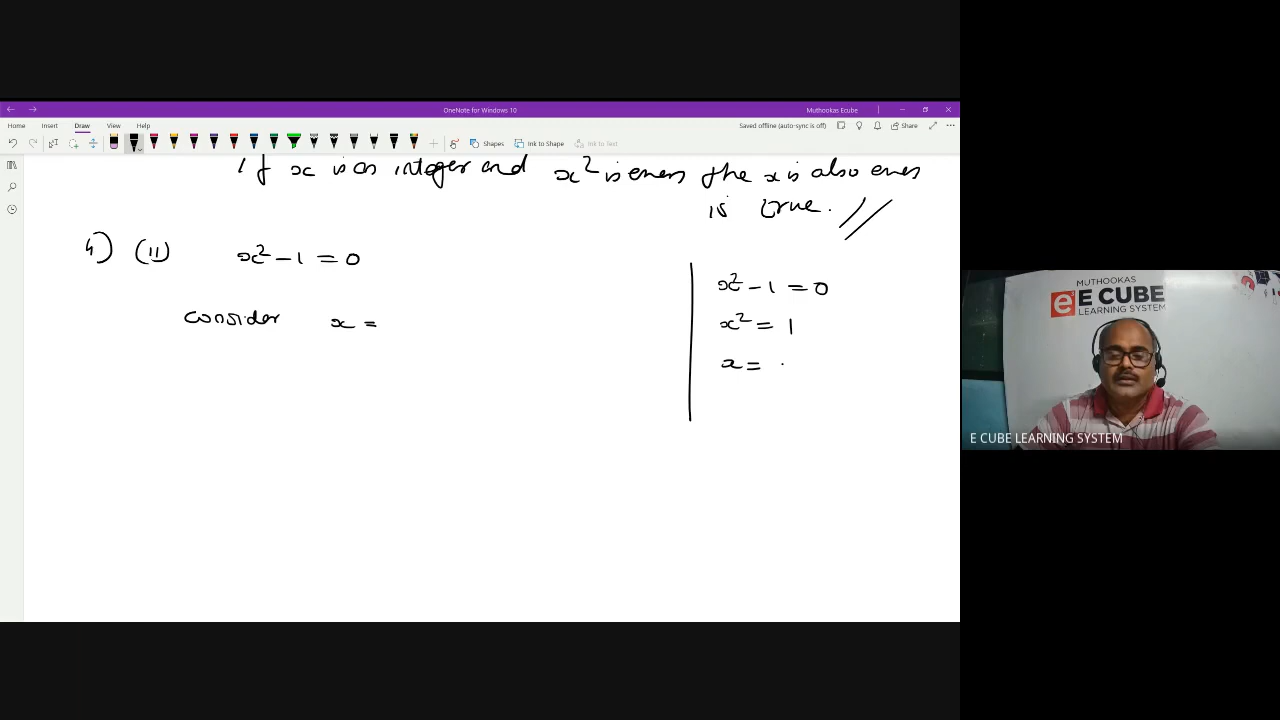 OneNote for Windows 10
Muthookas Ecube
Home Insert Draw View Help
Saved offline (auto-sync is off)
Share
Shapes
Ink to Shape
Ink to Text
If x is an integer and x² is even the x is also even
is true. //
4) (ii) x² - 1 = 0
consider x =
x² - 1 = 0
x² = 1
x =
MUTHOOKAS
e³ E CUBE
LEARNING SYSTEM
E CUBE LEARNING SYSTEM